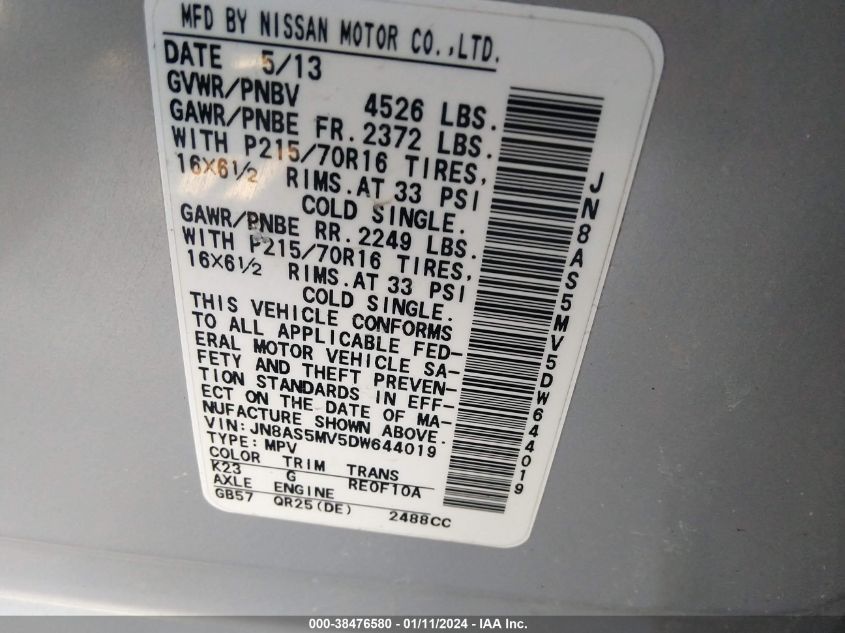 MFD BY NISSAN MOTOR CO.,LTD.
DATE 5/13
GVWR/PNBV 4526 LBS.
GAWR/PNBE FR.2372 LBS.
WITH P215/70R16 TIRES,
16X6½ RIMS.AT 33 PSI
COLD SINGLE.
GAWR/PNBE RR.2249 LBS.
WITH P215/70R16 TIRES,
16X6½ RIMS.AT 33 PSI
COLD SINGLE.
THIS VEHICLE CONFORMS
TO ALL APPLICABLE FED-
ERAL MOTOR VEHICLE SA-
FETY AND THEFT PREVEN-
TION STANDARDS IN EFF-
ECT ON THE DATE OF MA-
NUFACTURE SHOWN ABOVE.
VIN: JN8AS5MV5DW644019
TYPE: MPV
COLOR TRIM TRANS
K23 G RE0F10A
AXLE ENGINE
GB57 QR25(DE) 2488CC
JN8AS5MV5DW644019
000-38476580 - 01/11/2024 - IAA Inc.